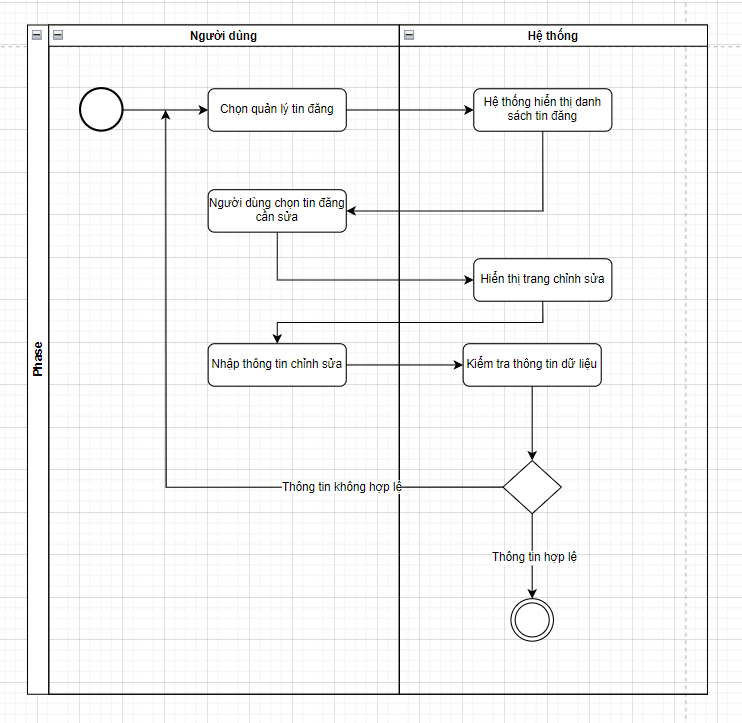 Người dùng
Hệ thống
Phase
Chọn quản lý tin đăng
Hệ thống hiển thị danh
sách tin đăng
Người dùng chọn tin đăng
cần sửa
Hiển thị trang chỉnh sửa
Nhập thông tin chỉnh sửa
Kiểm tra thông tin dữ liệu
Thông tin không hợp lệ
Thông tin hợp lệ